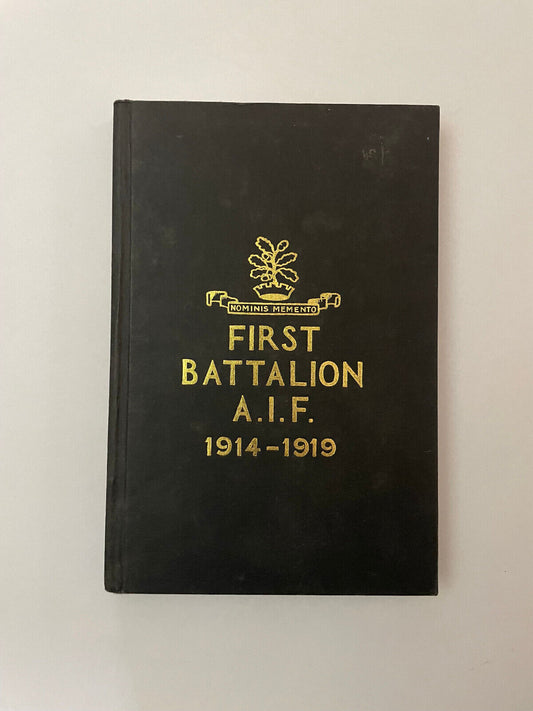 NOMINIS MEMENTO
FIRST
BATTALION
A.I.F.
1914-1919